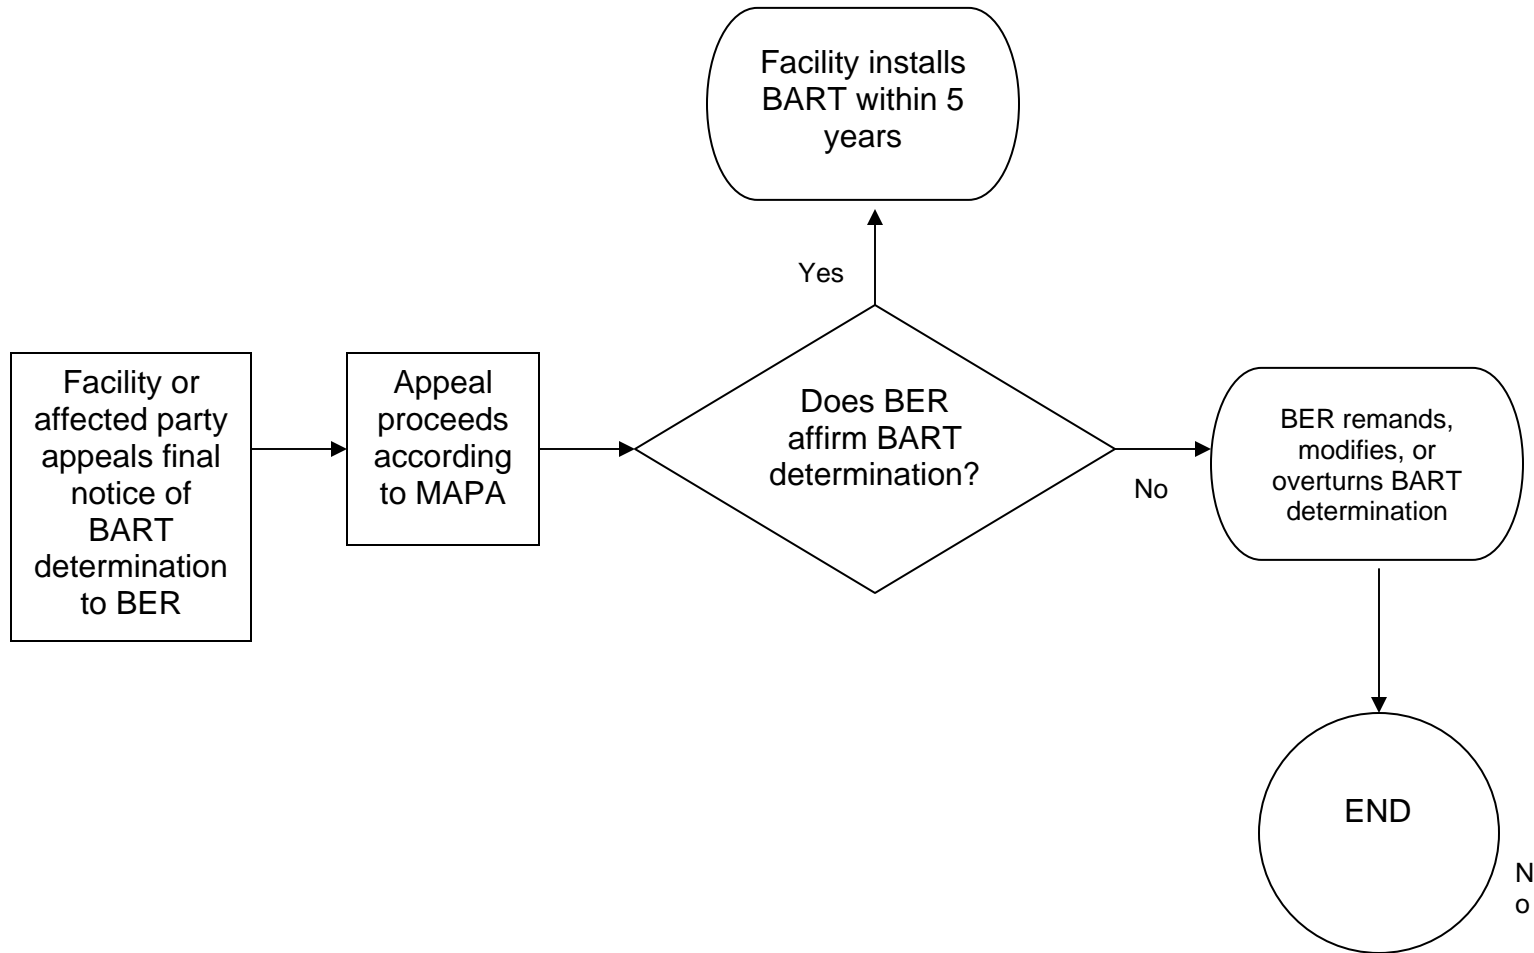 Facility installs
BART within 5
years
Yes
Facility or
affected party
appeals final
notice of
BART
determination
to BER
Appeal
proceeds
according
to MAPA
Does BER
affirm BART
determination?
No
BER remands,
modifies, or
overturns BART
determination
END
N
o